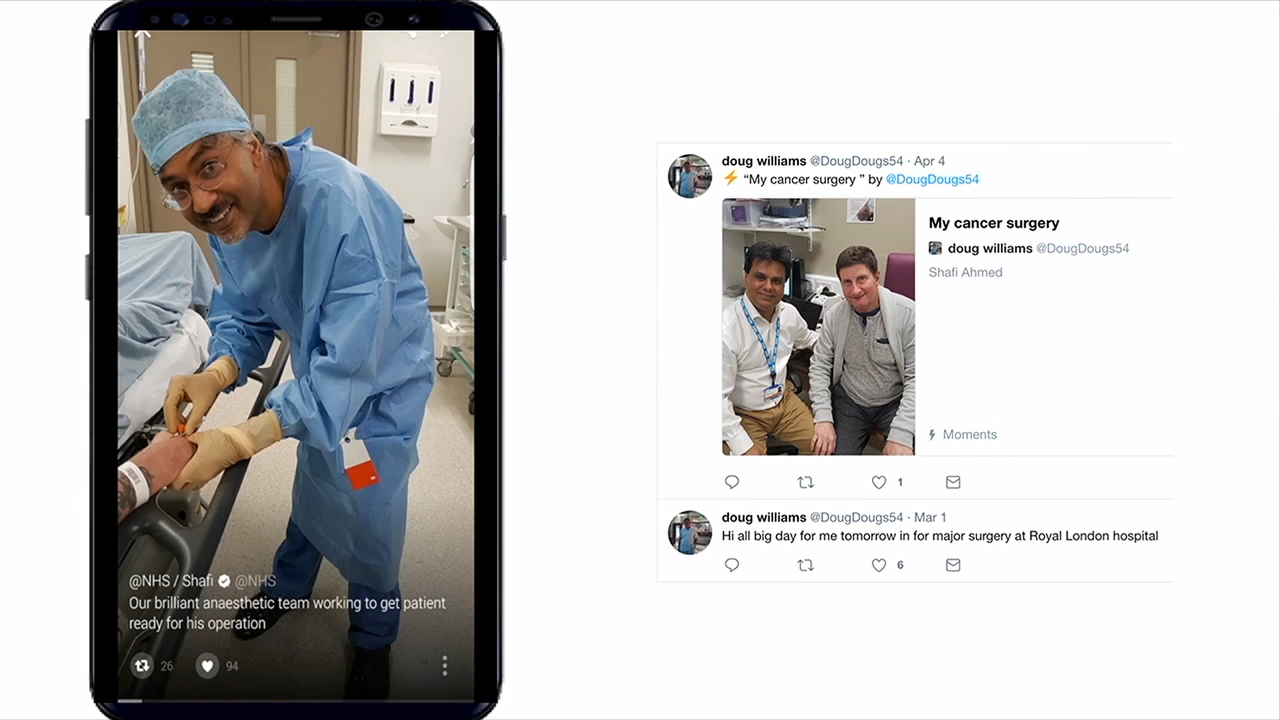 @NHS / Shafi @NHS
Our brilliant anaesthetic team working to get patient
ready for his operation
26 94
doug williams @DougDougs54 · Apr 4
⚡ “My cancer surgery ” by @DougDougs54
My cancer surgery
doug williams @DougDougs54
Shafi Ahmed
Moments
1
doug williams @DougDougs54 · Mar 1
Hi all big day for me tomorrow in for major surgery at Royal London hospital
6